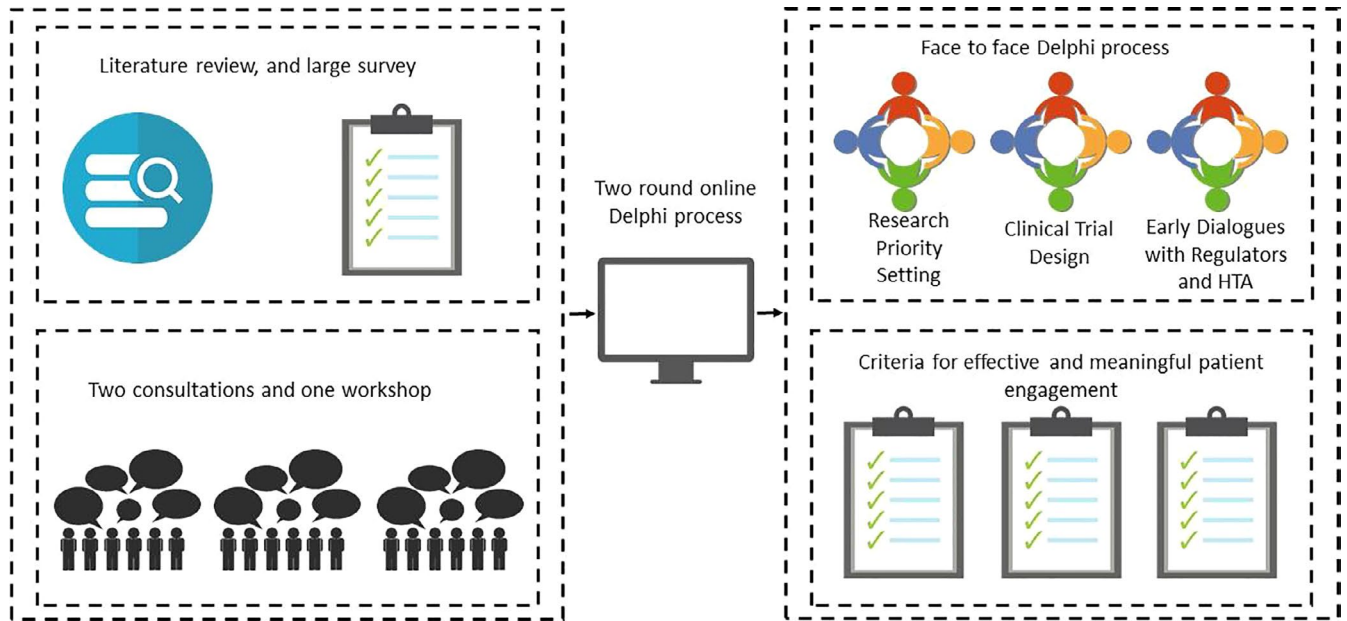 Literature review, and large survey
Two consultations and one workshop
Two round online
Delphi process
Face to face Delphi process
Research
Priority
Setting
Clinical Trial
Design
Early Dialogues
with Regulators
and HTA
Criteria for effective and meaningful patient
engagement